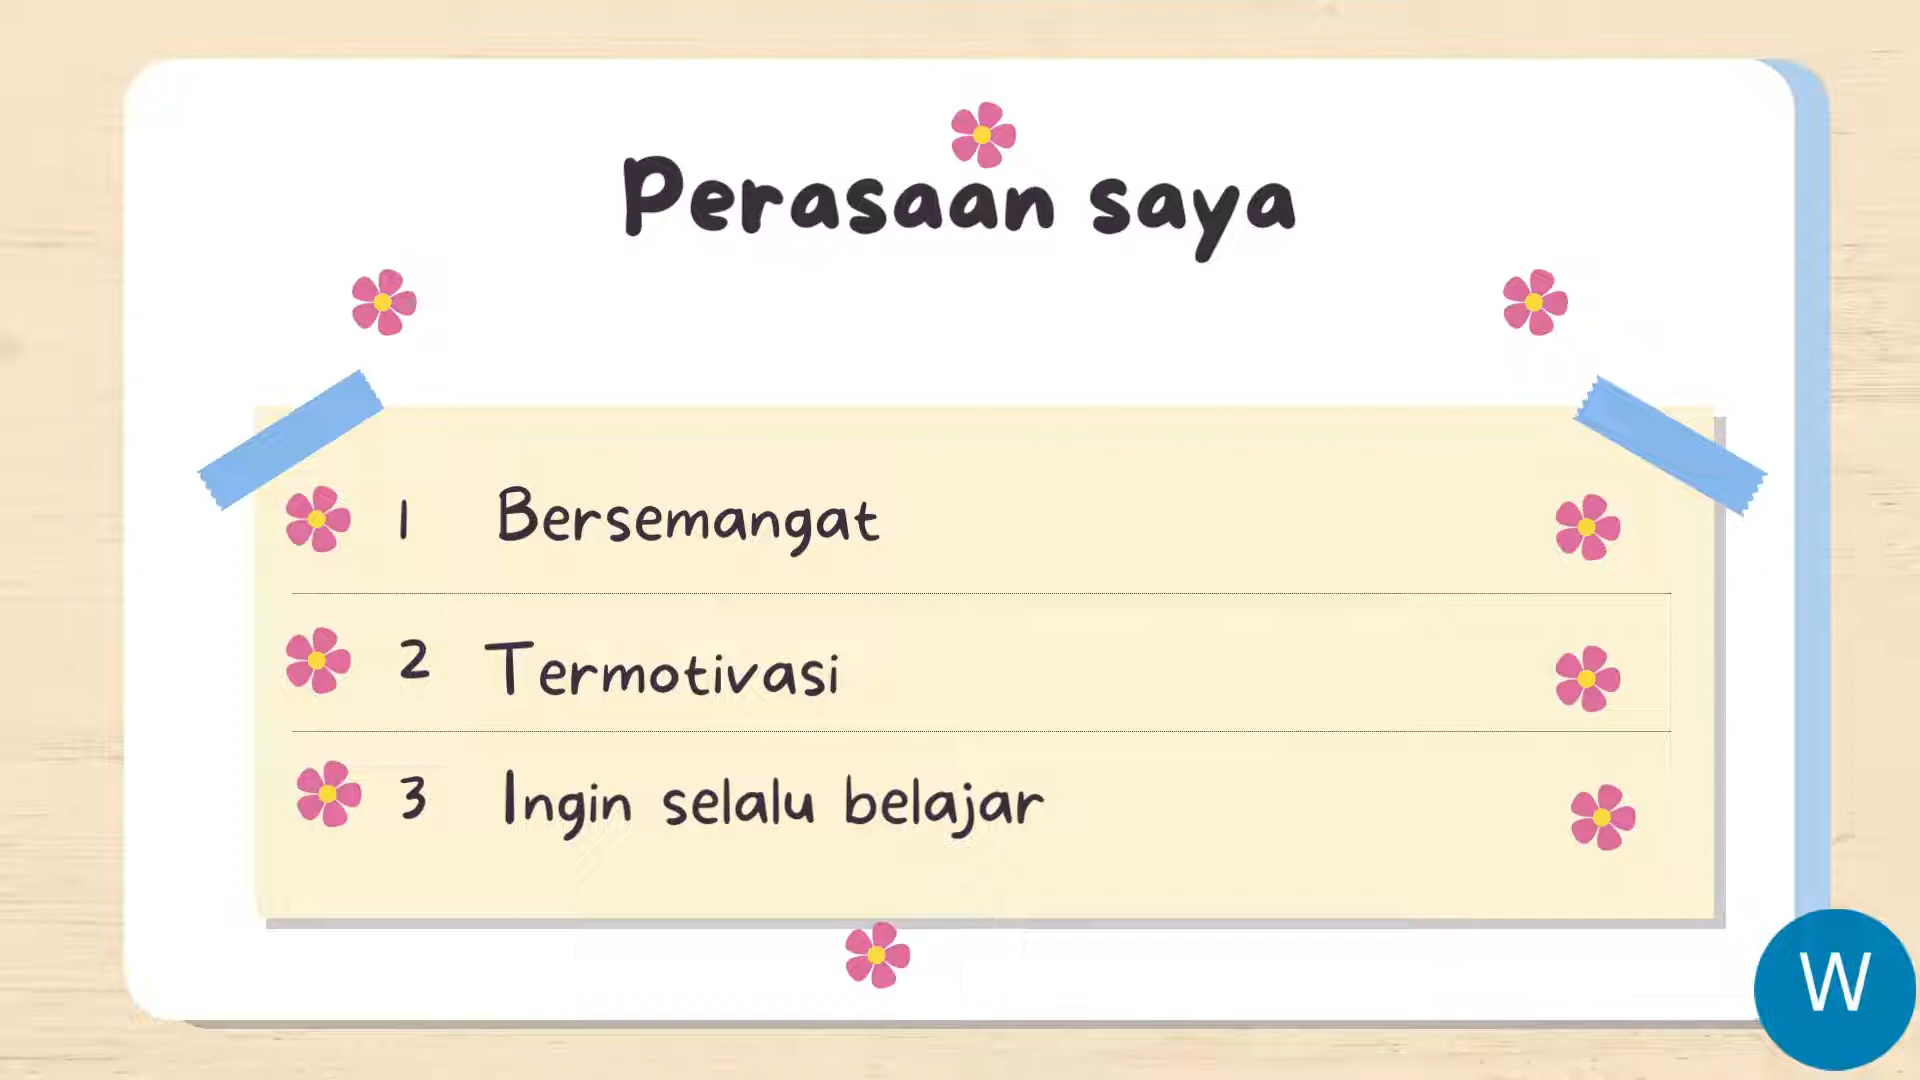 Perasaan saya
1 Bersemangat
2 Termotivasi
3 Ingin selalu belajar
W